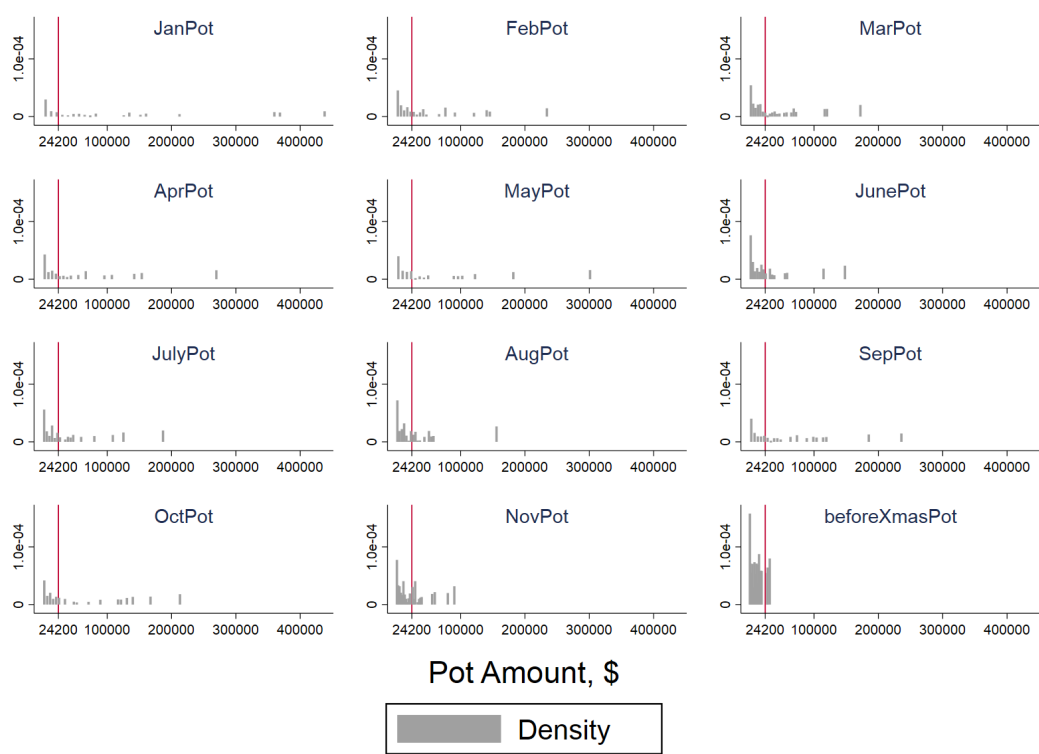 JanPot FebPot MarPot
1.0e-04 1.0e-04 1.0e-04
0 0 0
24200 100000 200000 300000 400000 24200 100000 200000 300000 400000 24200 100000 200000 300000 400000
AprPot MayPot JunePot
1.0e-04 1.0e-04 1.0e-04
0 0 0
24200 100000 200000 300000 400000 24200 100000 200000 300000 400000 24200 100000 200000 300000 400000
JulyPot AugPot SepPot
1.0e-04 1.0e-04 1.0e-04
0 0 0
24200 100000 200000 300000 400000 24200 100000 200000 300000 400000 24200 100000 200000 300000 400000
OctPot NovPot beforeXmasPot
1.0e-04 1.0e-04 1.0e-04
0 0 0
24200 100000 200000 300000 400000 24200 100000 200000 300000 400000 24200 100000 200000 300000 400000
Pot Amount, $
Density